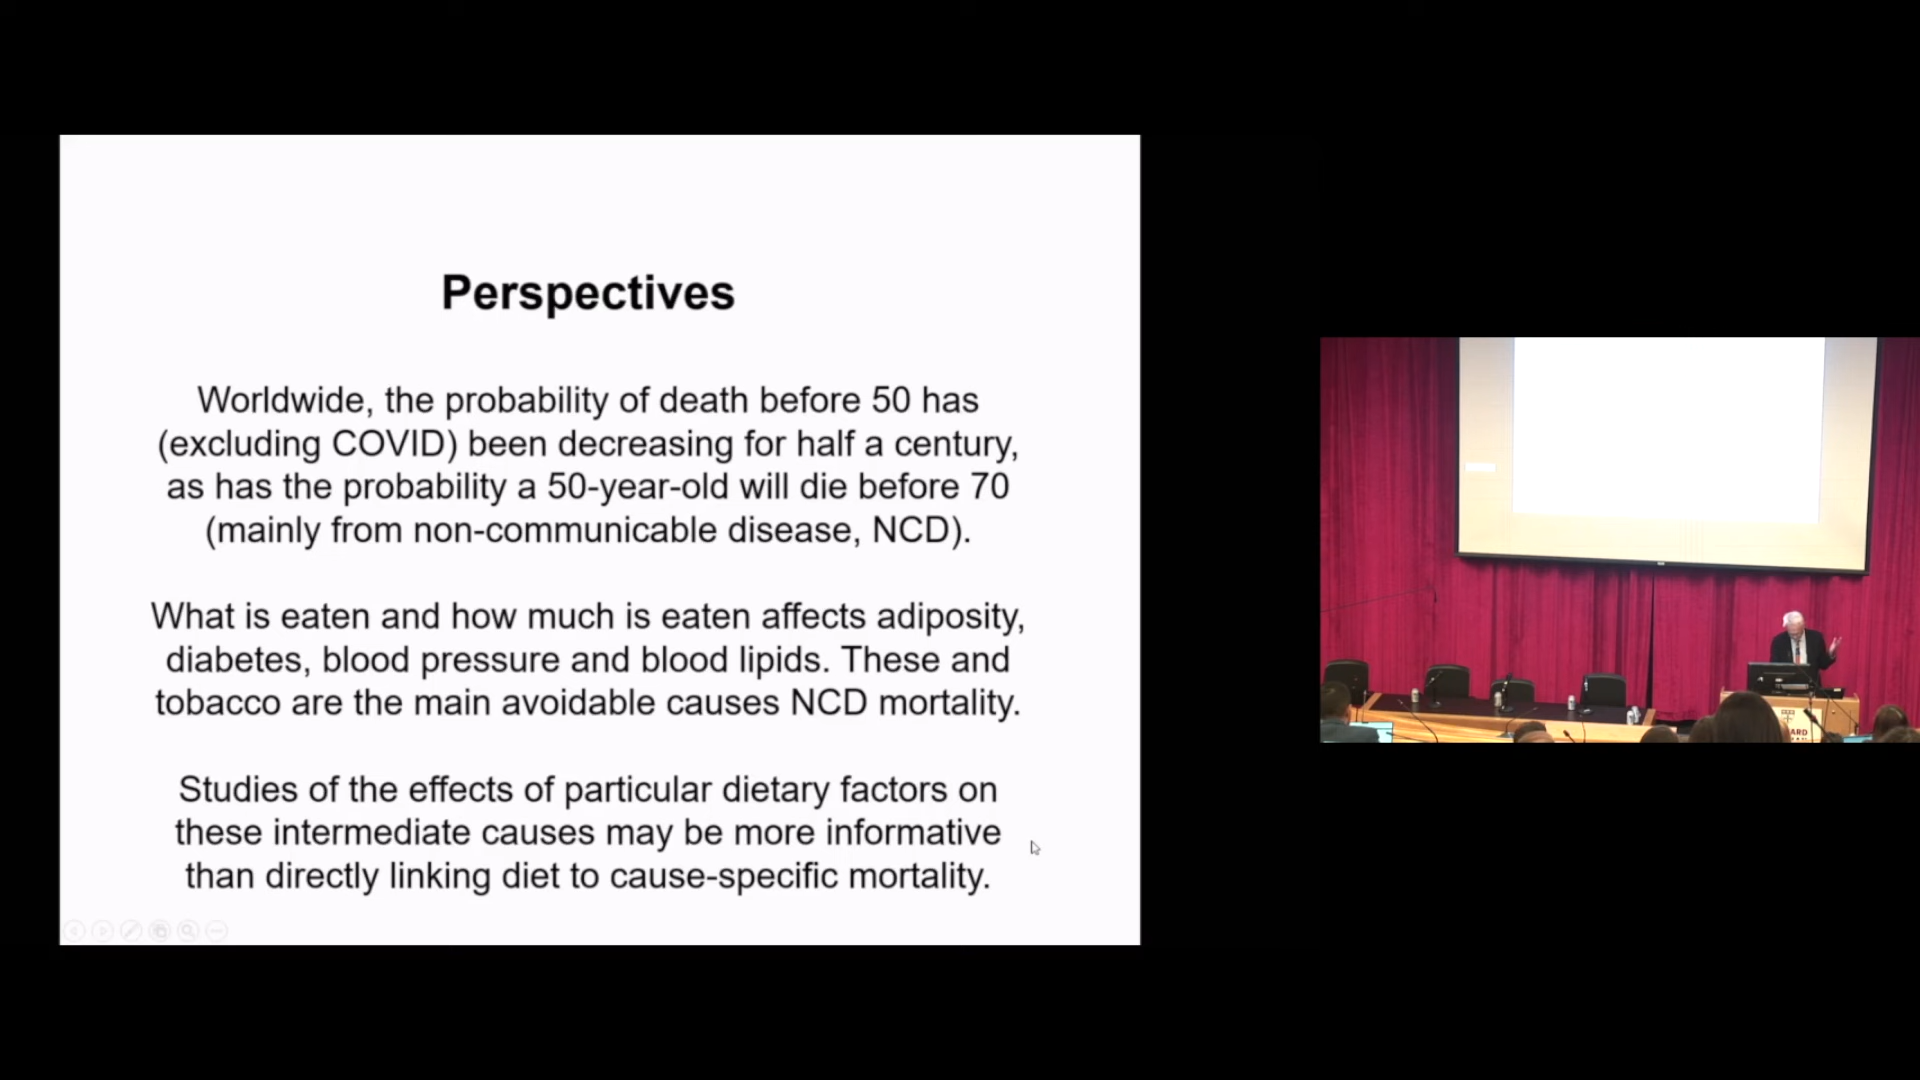 Perspectives
Worldwide, the probability of death before 50 has
(excluding COVID) been decreasing for half a century,
as has the probability a 50-year-old will die before 70
(mainly from non-communicable disease, NCD).
What is eaten and how much is eaten affects adiposity,
diabetes, blood pressure and blood lipids. These and
tobacco are the main avoidable causes NCD mortality.
Studies of the effects of particular dietary factors on
these intermediate causes may be more informative
than directly linking diet to cause-specific mortality.
ARD